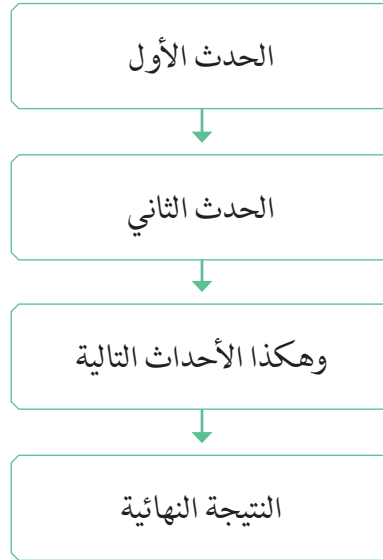 الحدث الأول
الحدث الثاني
وهكذا الأحداث التالية
النتيجة النهائية